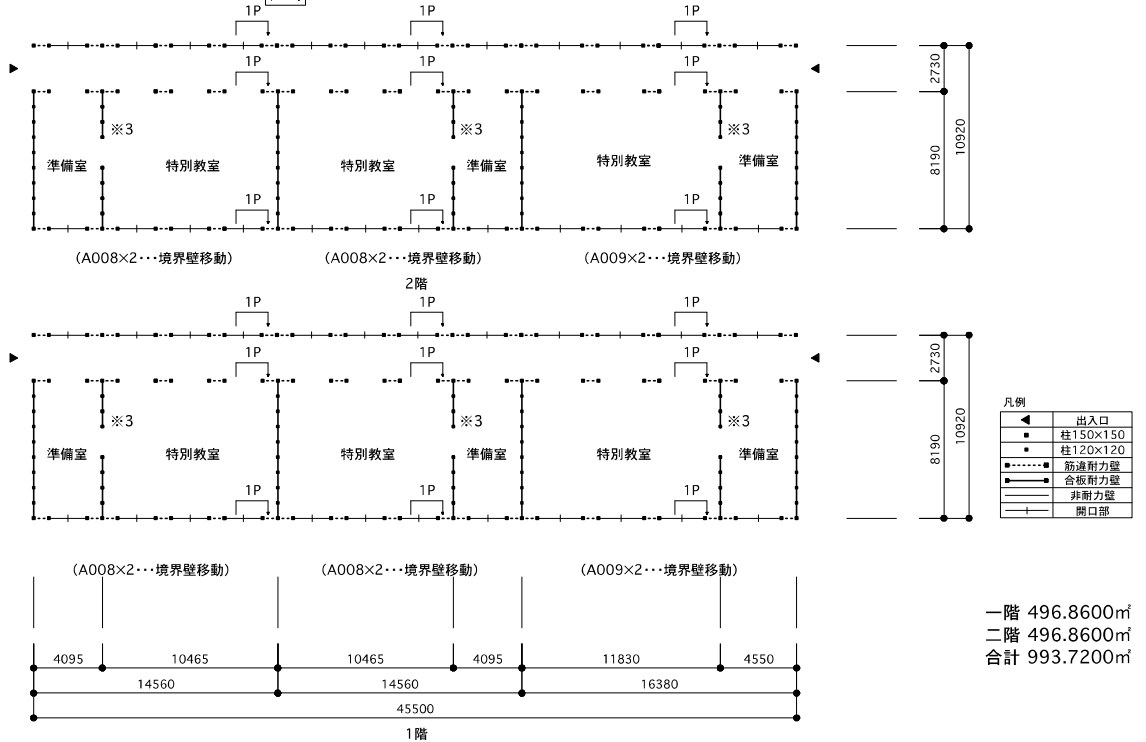 1P 1P 1P
1P 1P 1P
※3 ※3 ※3
準備室 特別教室 特別教室 準備室 特別教室 準備室
1P 1P 1P
2730
8190
10920
(A008×2･･･境界壁移動) (A008×2･･･境界壁移動) (A009×2･･･境界壁移動)
2階
1P 1P 1P
1P 1P 1P
※3 ※3 ※3
準備室 特別教室 特別教室 準備室 特別教室 準備室
1P 1P 1P
2730
8190
10920
凡例
出入口
柱150×150
柱120×120
筋違耐力壁
合板耐力壁
非耐力壁
開口部
(A008×2･･･境界壁移動) (A008×2･･･境界壁移動) (A009×2･･･境界壁移動)
一階 496.8600㎡
二階 496.8600㎡
合計 993.7200㎡
4095 10465 10465 4095 11830 4550
14560 14560 16380
45500
1階